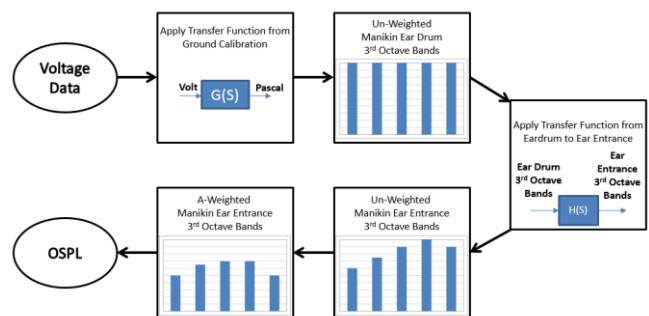 Voltage
Data
Apply Transfer Function from
Ground Calibration
Volt
G(S)
Pascal
Un-Weighted
Manikin Ear Drum
3rd Octave Bands
Apply Transfer Function from
Eardrum to Ear Entrance
Ear Drum
3rd Octave
Bands
H(S)
Ear
Entrance
3rd Octave
Bands
Un-Weighted
Manikin Ear Entrance
3rd Octave Bands
A-Weighted
Manikin Ear Entrance
3rd Octave Bands
OSPL